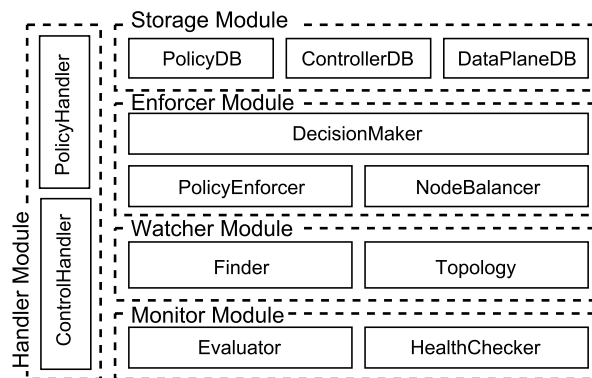 Storage Module
PolicyDB
ControllerDB
DataPlaneDB
Enforcer Module
DecisionMaker
PolicyEnforcer
NodeBalancer
Watcher Module
Finder
Topology
Monitor Module
Evaluator
HealthChecker
Handler Module
PolicyHandler
ControlHandler